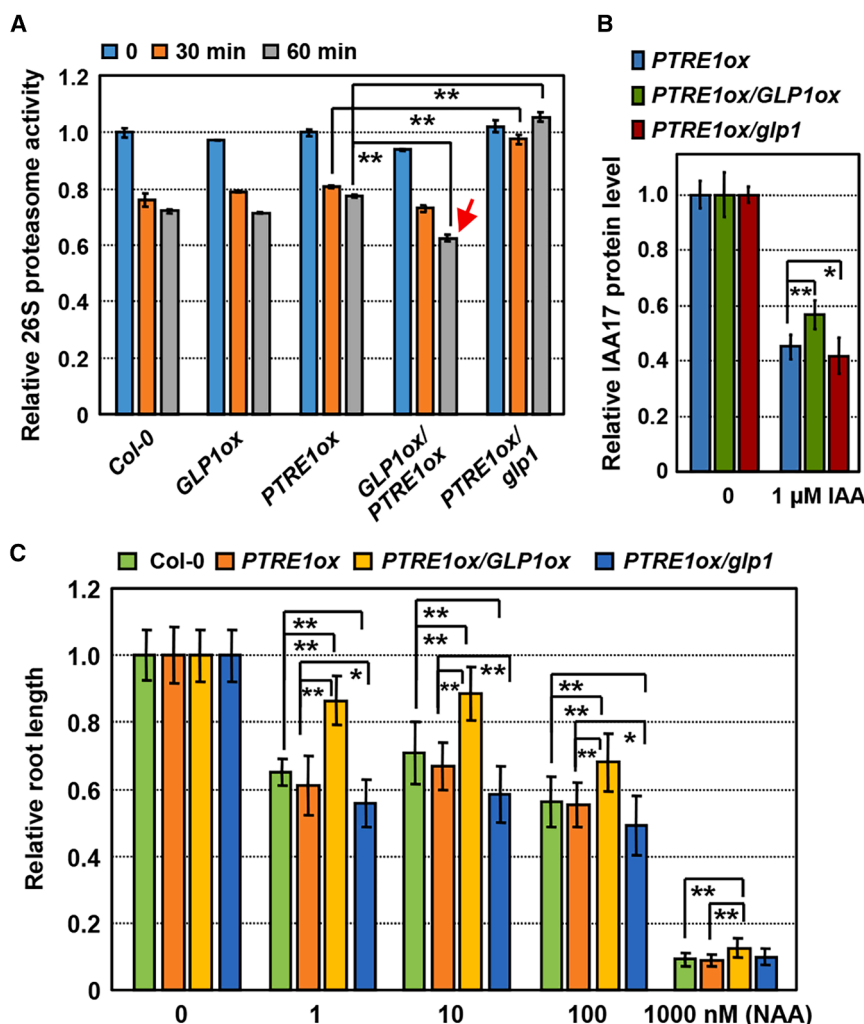 A
0 30 min 60 min
Relative 26S proteasome activity
1.2
1.0
0.8
0.6
0.4
0.2
0
**
**
**
Col-0
GLP1ox
PTRE1ox
GLP1ox/
PTRE1ox
PTRE1ox/
glp1
B
PTRE1ox
PTRE1ox/GLP1ox
PTRE1ox/glp1
Relative IAA17 protein level
1.0
0.8
0.6
0.4
0.2
0
*
**
0 1 μM IAA
C
Col-0 PTRE1ox PTRE1ox/GLP1ox PTRE1ox/glp1
Relative root length
1.2
1.0
0.8
0.6
0.4
0.2
0
**
**
*
**
**
**
**
**
**
**
*
**
**
**
0 1 10 100 1000 nM (NAA)